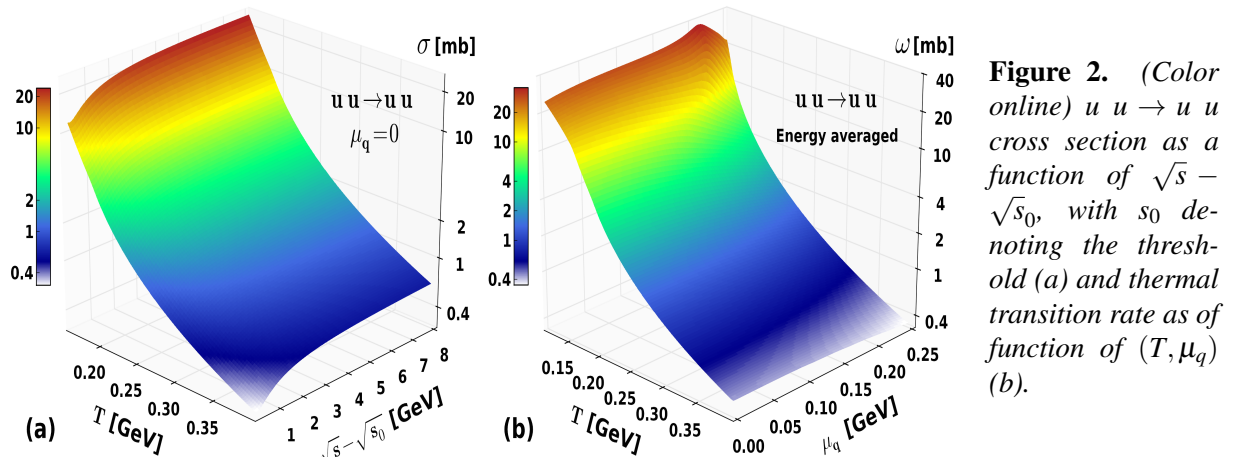 σ [mb]
20
10
2
1
0.4
20
10
2
1
0.4
u u→u u
μq=0
0.20
0.25
0.30
0.35
T [GeV]
1 2 3 4 5 6 7 8
√s−√s0 [GeV]
(a)
ω[mb]
40
20
10
4
2
1
0.4
20
10
4
2
1
0.4
u u→u u
Energy averaged
0.15
0.20
0.25
0.30
0.35
T [GeV]
0.00 0.05 0.10 0.15 0.20 0.25
μq [GeV]
(b)
Figure 2. (Color
online) u u → u u
cross section as a
function of √s −
√s0, with s0 de-
noting the thresh-
old (a) and thermal
transition rate as of
function of (T, μq)
(b).